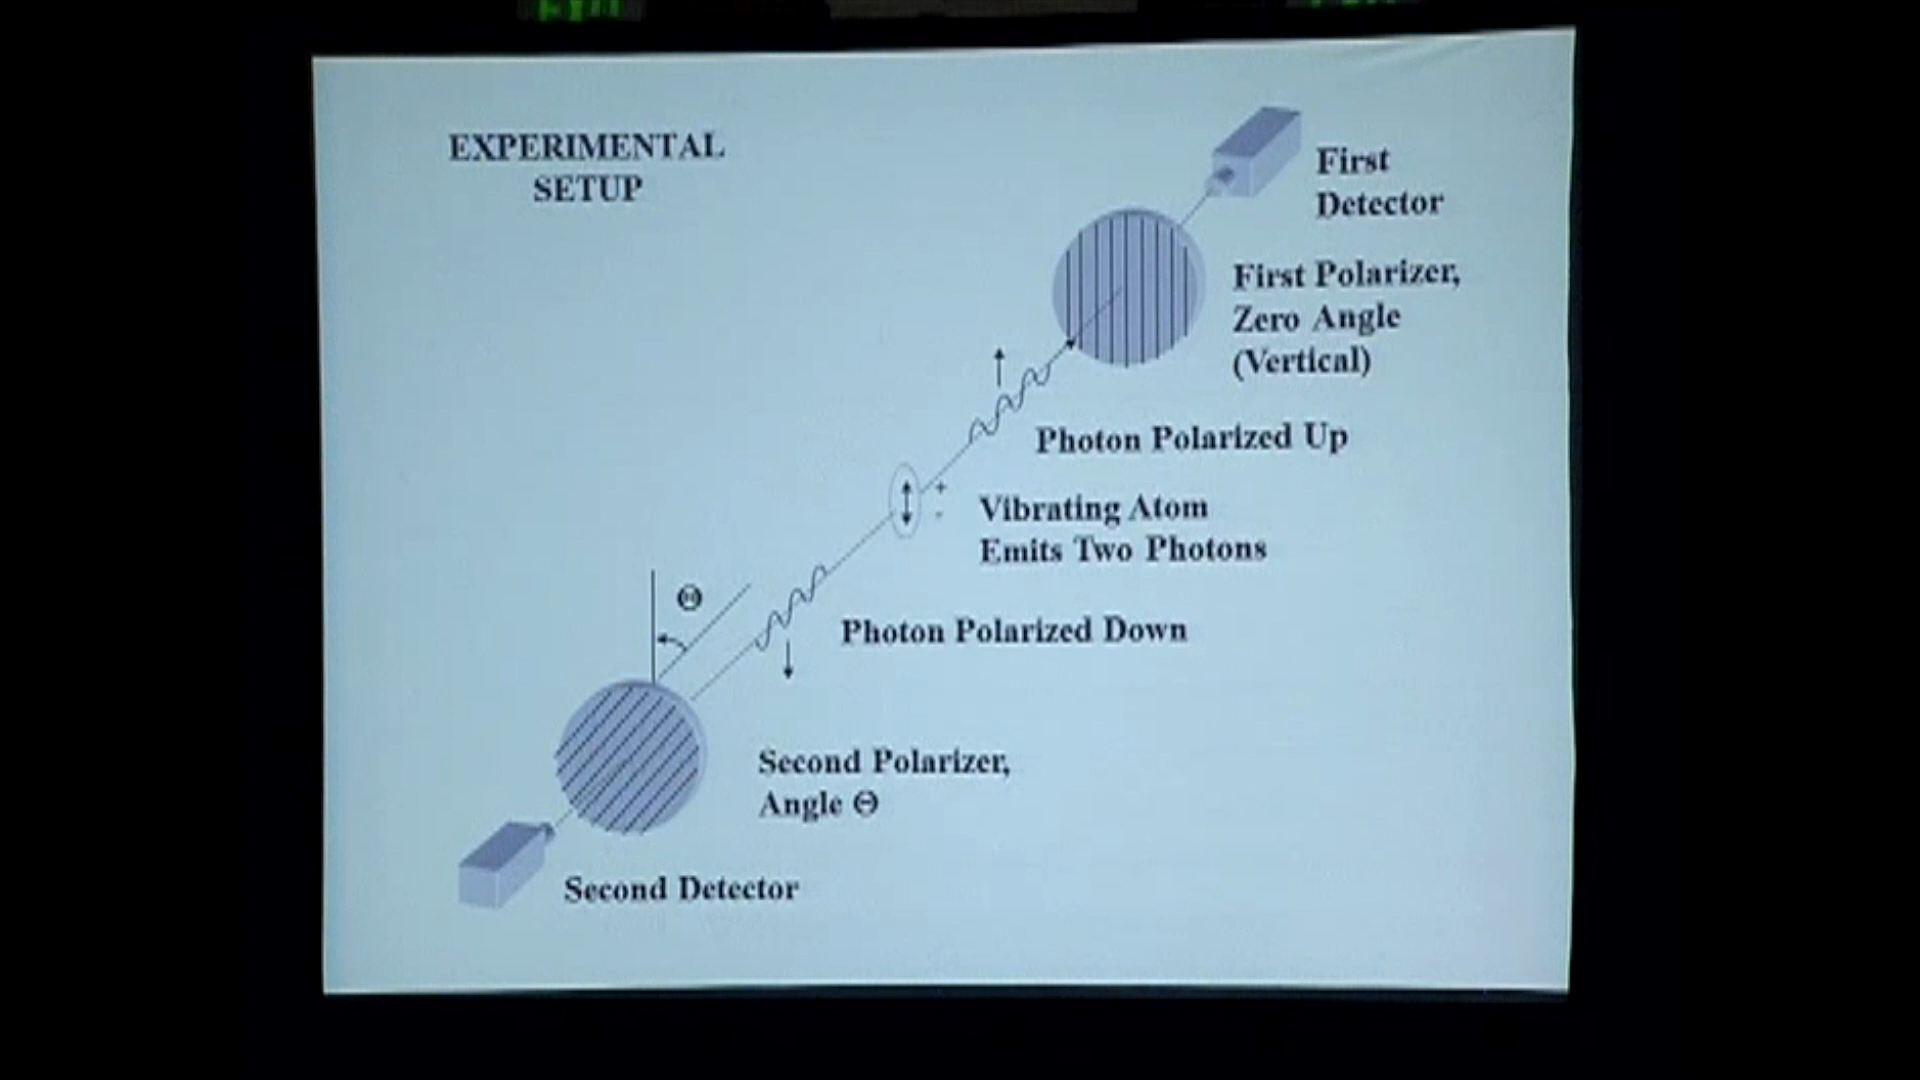 EXIT
EXPERIMENTAL
SETUP
First
Detector
First Polarizer,
Zero Angle
(Vertical)
Photon Polarized Up
+
-
Vibrating Atom
Emits Two Photons
Θ
Photon Polarized Down
Second Polarizer,
Angle Θ
Second Detector